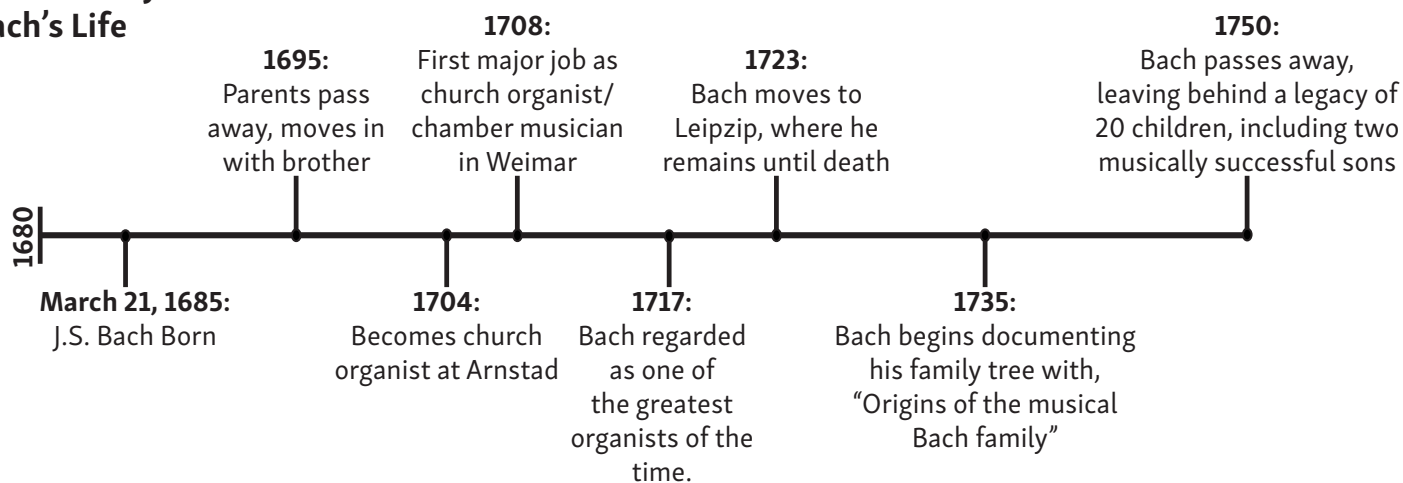 ach's Life
1680
March 21, 1685:
J.S. Bach Born
1695:
Parents pass
away, moves in
with brother
1704:
Becomes church
organist at Arnstad
1708:
First major job as
church organist/
chamber musician
in Weimar
1717:
Bach regarded
as one of
the greatest
organists of the
time.
1723:
Bach moves to
Leipzip, where he
remains until death
1735:
Bach begins documenting
his family tree with,
“Origins of the musical
Bach family”
1750:
Bach passes away,
leaving behind a legacy of
20 children, including two
musically successful sons